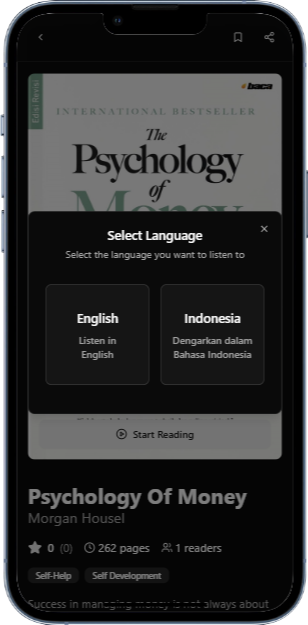 Edisi Revisi
INTERNATIONAL BESTSELLER
The
Psychology
of
Money
Select Language
×
Select the language you want to listen to
English
Listen in
English
Indonesia
Dengarkan dalam
Bahasa Indonesia
Start Reading
Psychology Of Money
Morgan Housel
0 (0) 262 pages 1 readers
Self-Help Self Development
Success in managing money is not always about